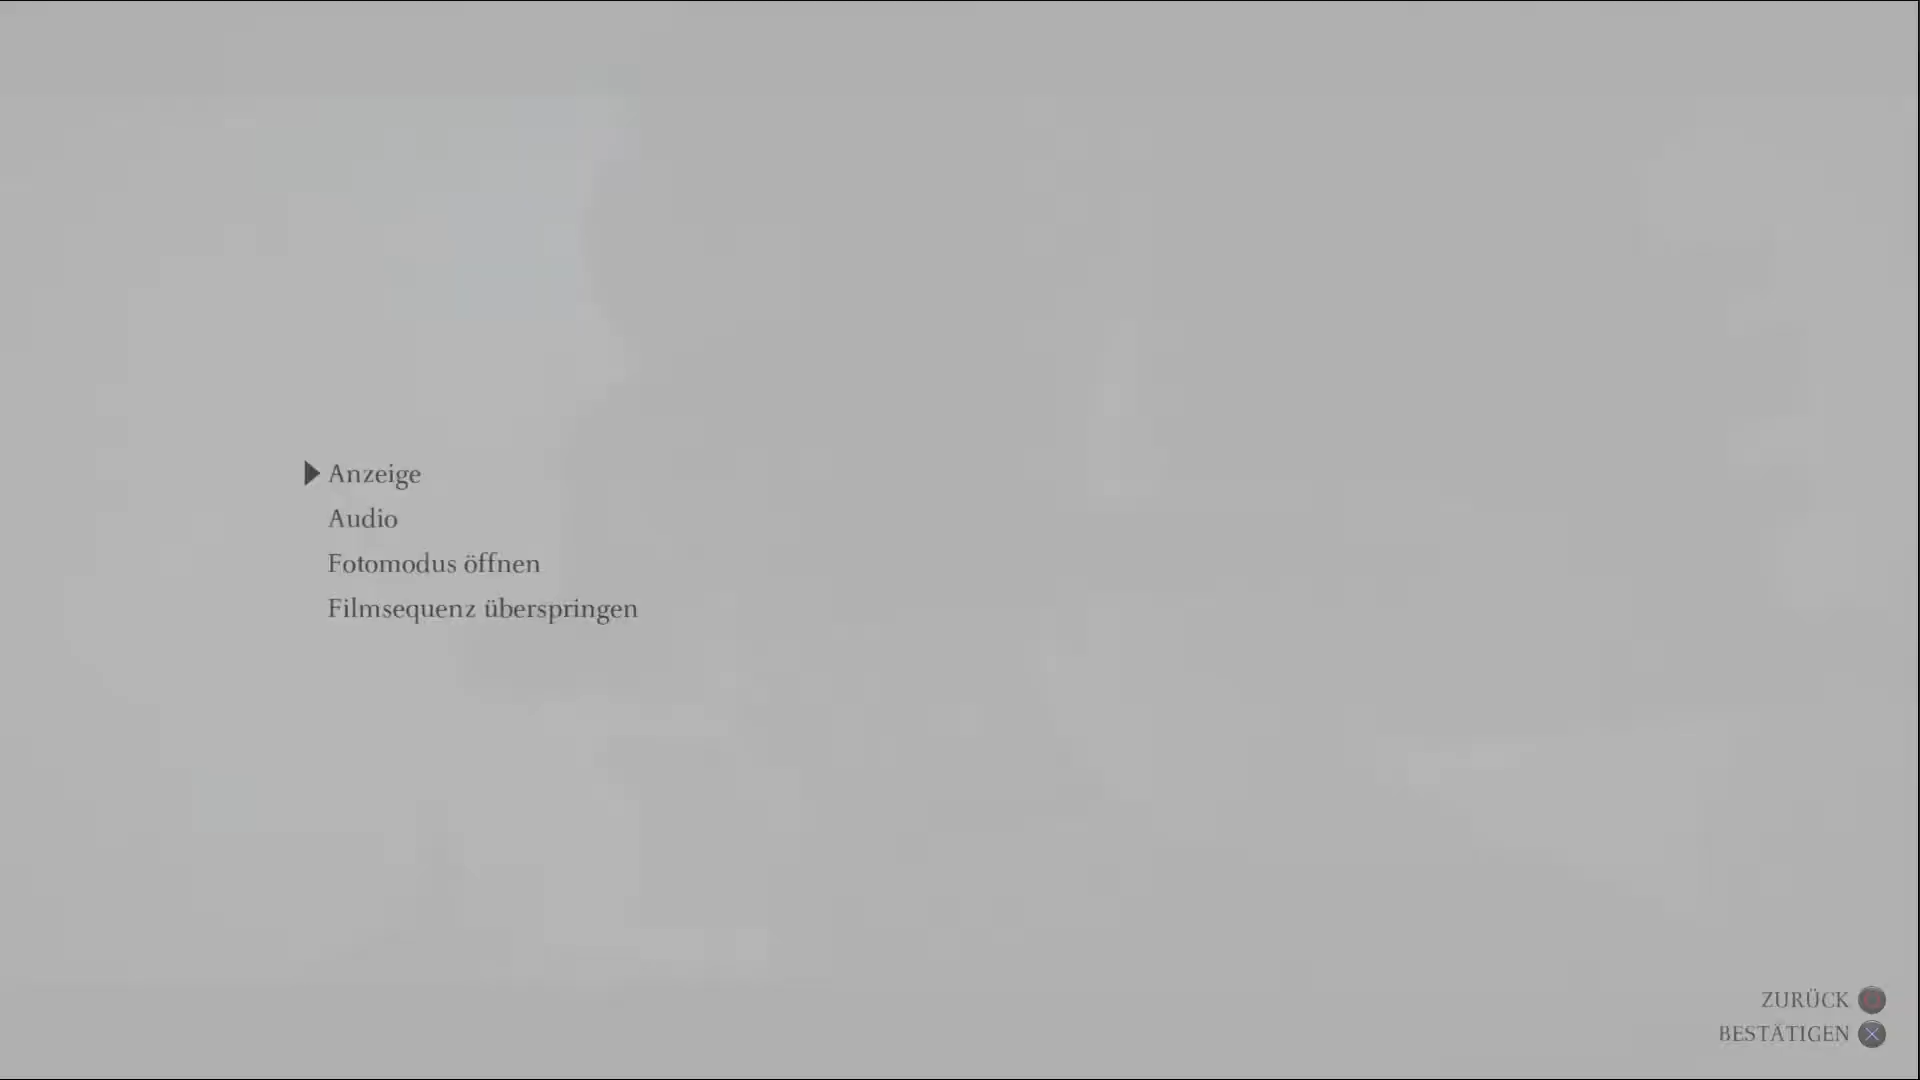 Anzeige
Audio
Fotomodus öffnen
Filmsequenz überspringen
ZURÜCK
BESTÄTIGEN